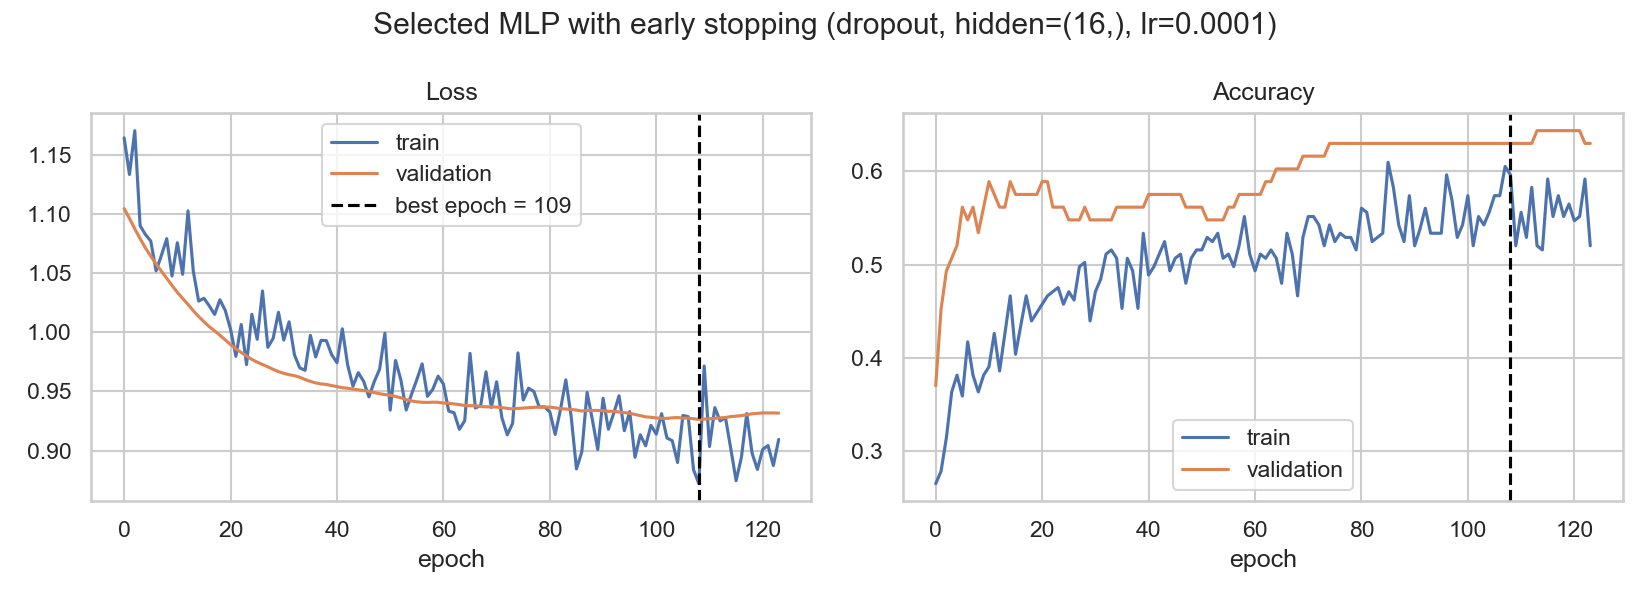 Selected MLP with early stopping (dropout, hidden=(16,), lr=0.0001)
Loss
1.15
1.10
1.05
1.00
0.95
0.90
0 20 40 60 80 100 120
epoch
train
validation
best epoch = 109
Accuracy
0.6
0.5
0.4
0.3
0 20 40 60 80 100 120
epoch
train
validation